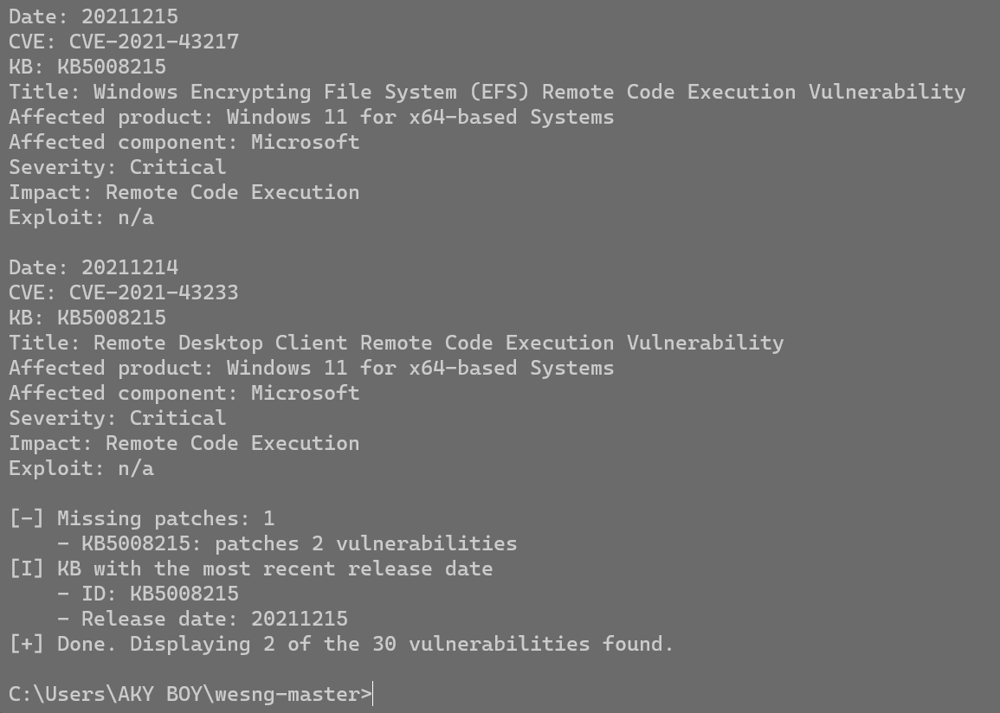 Date: 20211215
CVE: CVE-2021-43217
KB: KB5008215
Title: Windows Encrypting File System (EFS) Remote Code Execution Vulnerability
Affected product: Windows 11 for x64-based Systems
Affected component: Microsoft
Severity: Critical
Impact: Remote Code Execution
Exploit: n/a
Date: 20211214
CVE: CVE-2021-43233
KB: KB5008215
Title: Remote Desktop Client Remote Code Execution Vulnerability
Affected product: Windows 11 for x64-based Systems
Affected component: Microsoft
Severity: Critical
Impact: Remote Code Execution
Exploit: n/a
[-] Missing patches: 1
- KB5008215: patches 2 vulnerabilities
[I] KB with the most recent release date
- ID: KB5008215
- Release date: 20211215
[+] Done. Displaying 2 of the 30 vulnerabilities found.
C:\Users\AKY BOY\wesng-master>